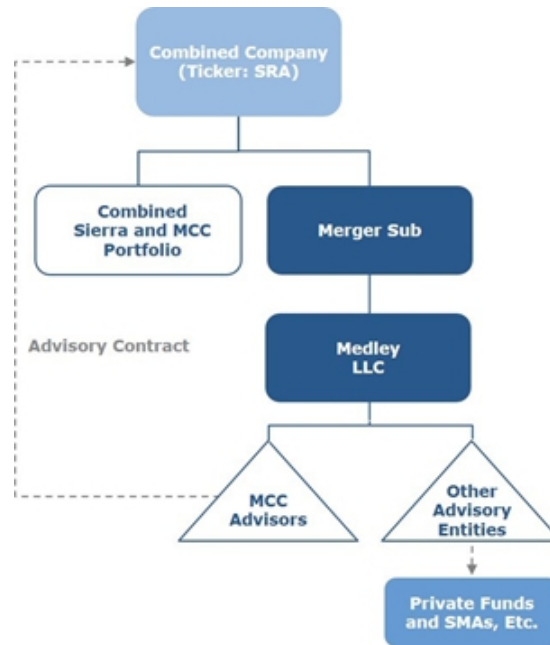 Combined Company
(Ticker: SRA)
Combined
Sierra and MCC
Portfolio
Merger Sub
Advisory Contract
Medley
LLC
MCC
Advisors
Other
Advisory
Entities
Private Funds
and SMAs, Etc.